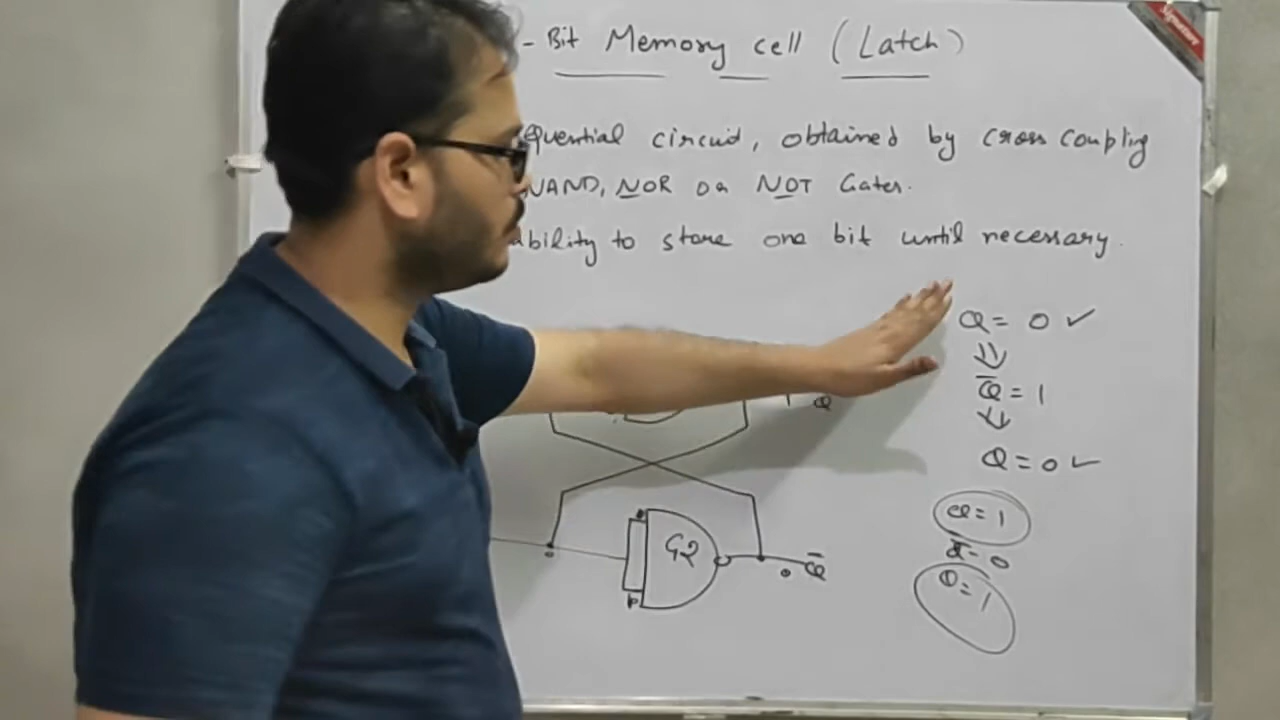 - Bit Memory cell (Latch)
quential circuit, obtained by cross coupling
NAND, NOR or NOT Gates.
ability to store one bit until necessary.
Q = 0 ✓
⇓
Q̅ = 1
⇓
Q = 0 ✓
Q
Q = 1
Q̅ = 0
Q = 1
G2
Q̅